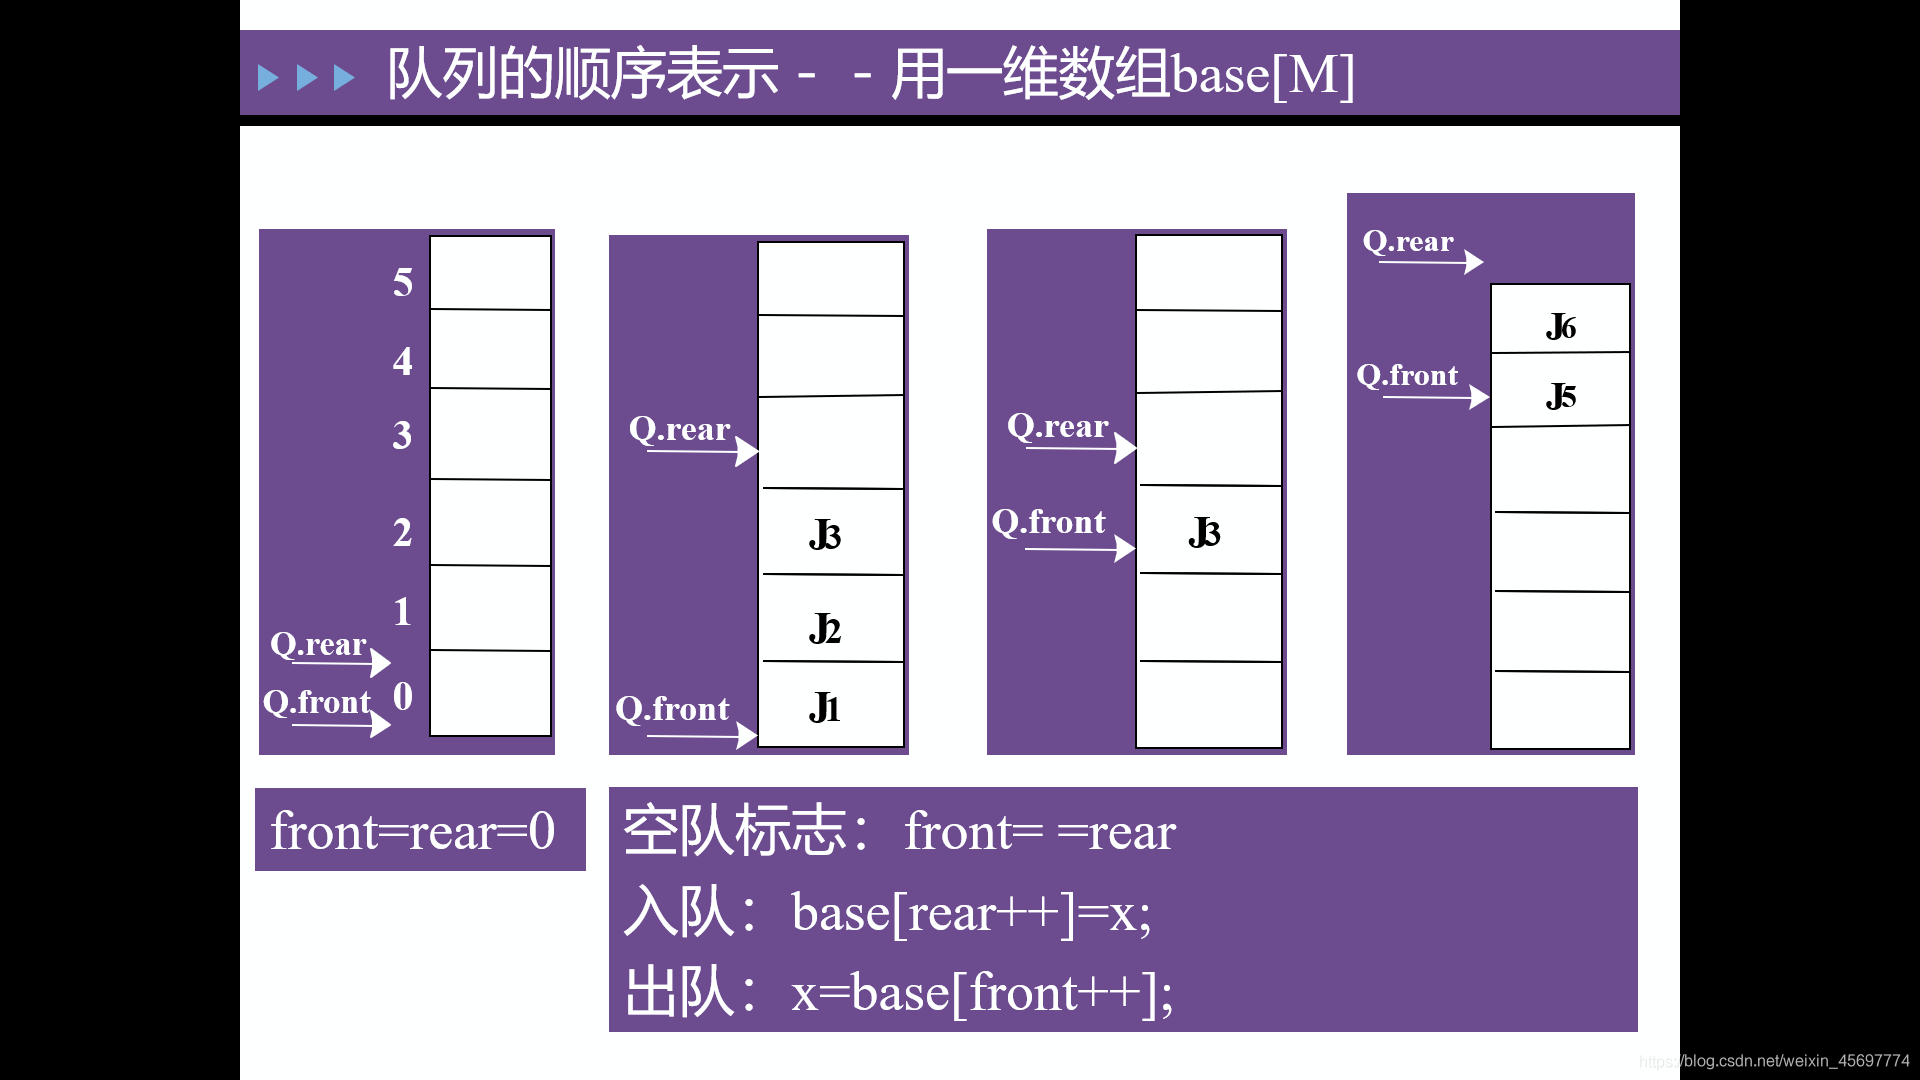 队列的顺序表示－－用一维数组base[M]
5
4
3
2
1
0
Q.rear
Q.front
Q.rear
J3
J2
Q.front
J1
Q.rear
Q.front
J3
Q.rear
J6
Q.front
J5
front=rear=0
空队标志：front= =rear
入队：base[rear++]=x;
出队：x=base[front++];
https://blog.csdn.net/weixin_45697774